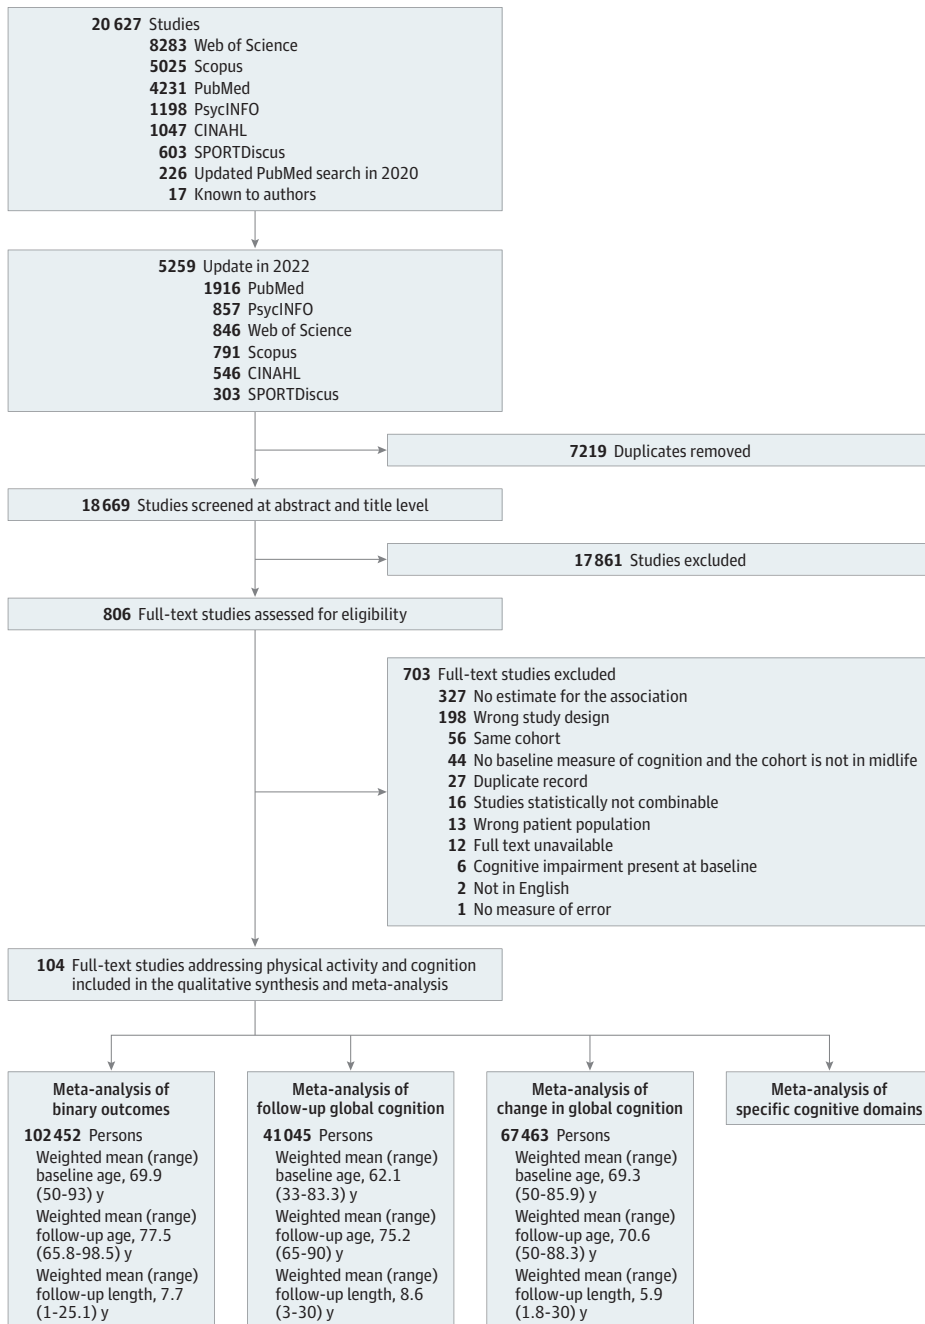 20 627 Studies
8283 Web of Science
5025 Scopus
4231 PubMed
1198 PsycINFO
1047 CINAHL
603 SPORTDiscus
226 Updated PubMed search in 2020
17 Known to authors
5259 Update in 2022
1916 PubMed
857 PsycINFO
846 Web of Science
791 Scopus
546 CINAHL
303 SPORTDiscus
7219 Duplicates removed
18 669 Studies screened at abstract and title level
17 861 Studies excluded
806 Full-text studies assessed for eligibility
703 Full-text studies excluded
327 No estimate for the association
198 Wrong study design
56 Same cohort
44 No baseline measure of cognition and the cohort is not in midlife
27 Duplicate record
16 Studies statistically not combinable
13 Wrong patient population
12 Full text unavailable
6 Cognitive impairment present at baseline
2 Not in English
1 No measure of error
104 Full-text studies addressing physical activity and cognition
included in the qualitative synthesis and meta-analysis
Meta-analysis of
binary outcomes
102 452 Persons
Weighted mean (range)
baseline age, 69.9
(50-93) y
Weighted mean (range)
follow-up age, 77.5
(65.8-98.5) y
Weighted mean (range)
follow-up length, 7.7
(1-25.1) y
Meta-analysis of
follow-up global cognition
41 045 Persons
Weighted mean (range)
baseline age, 62.1
(33-83.3) y
Weighted mean (range)
follow-up age, 75.2
(65-90) y
Weighted mean (range)
follow-up length, 8.6
(3-30) y
Meta-analysis of
change in global cognition
67 463 Persons
Weighted mean (range)
baseline age, 69.3
(50-85.9) y
Weighted mean (range)
follow-up age, 70.6
(50-88.3) y
Weighted mean (range)
follow-up length, 5.9
(1.8-30) y
Meta-analysis of
specific cognitive domains